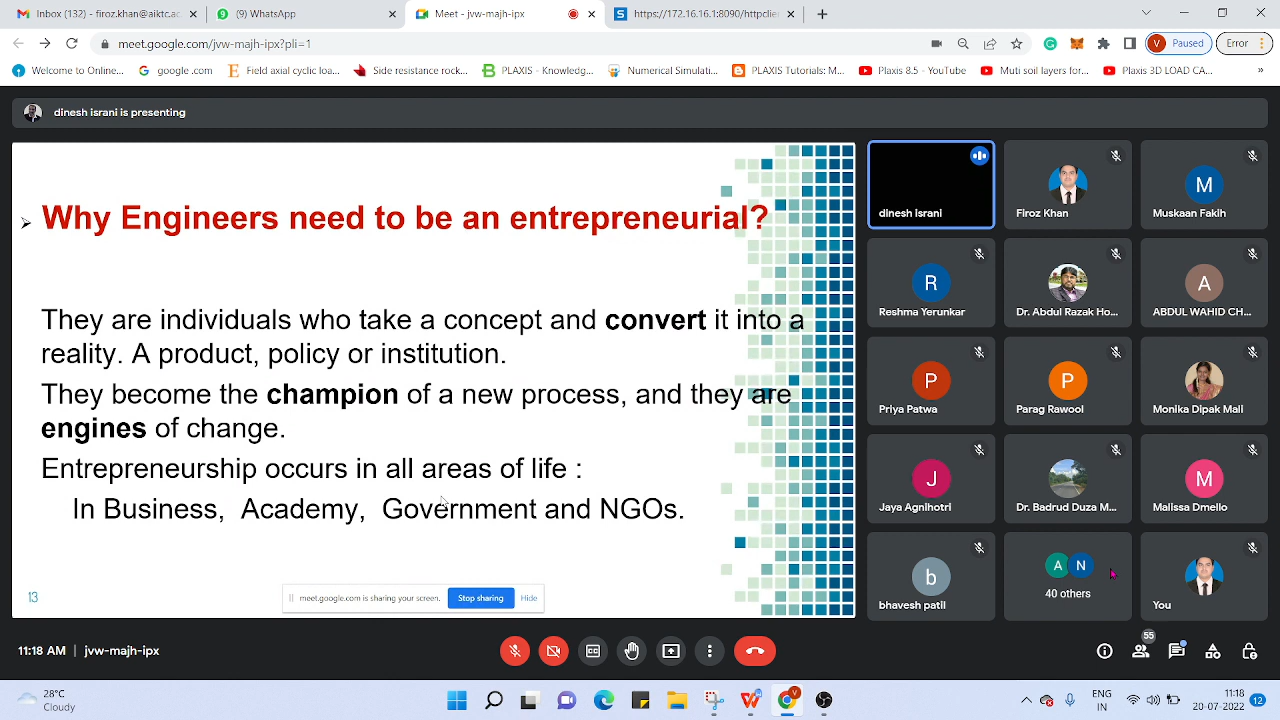 Inbox (132) - firoz.khan@aiktc.ac
(9) WhatsApp
Meet - jvw-majh-ipx
https://172.16.16.1:8090/httpclie
meet.google.com/jvw-majh-ipx?pli=1
V Paused
Error
Welcome to Online...
google.com
Field axial cyclic loa...
Side resistance of roc...
PLAXIS - Knowledg...
Numerical Simulati...
PLAXIS Tutorials: M...
Plaxis 8.5 - YouTube
Muti soil layers for...
Plaxis 3D LOAD CA...
»
dinesh israni is presenting
Why Engineers need to be an entrepreneurial?
They are individuals who take a concept and convert it into a
reality. A product, policy or institution.
They become the champion of a new process, and they are
engines of change.
Entrepreneurship occurs in all areas of life :
In Business, Academy, Government and NGOs.
13
meet.google.com is sharing your screen.
Stop sharing
Hide
dinesh israni
Firoz Khan
M
Muskaan Fakih
R
Reshma Yerunkar
Dr. Abdul Razak Ho...
A
ABDUL WAHID CH...
P
Priya Patwa
P
Parag Rawool
Monika Dipak Mali
J
Jaya Agnihotri
Dr. Badrud Duza M...
M
Malissa Dmello
b
bhavesh patil
A N
40 others
You
11:18 AM | jvw-majh-ipx
55
28°C
Cloudy
ENG
IN
11:18
20-07-2022
12